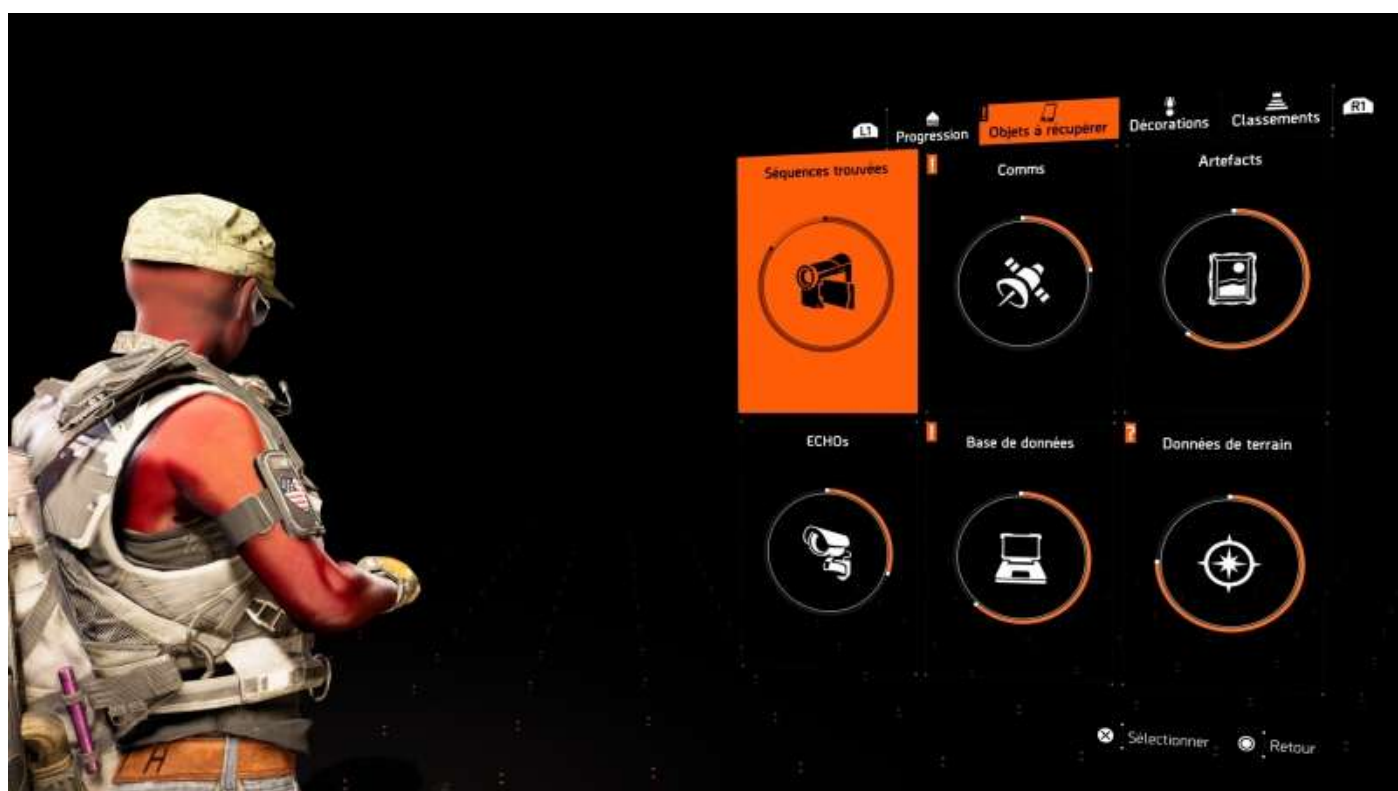 L1
Progression
!
Objets à récupérer
Décorations
Classements
R1
Séquences trouvées
!
Comms
Artefacts
ECHOs
!
Base de données
?
Données de terrain
H
Sélectionner
Retour